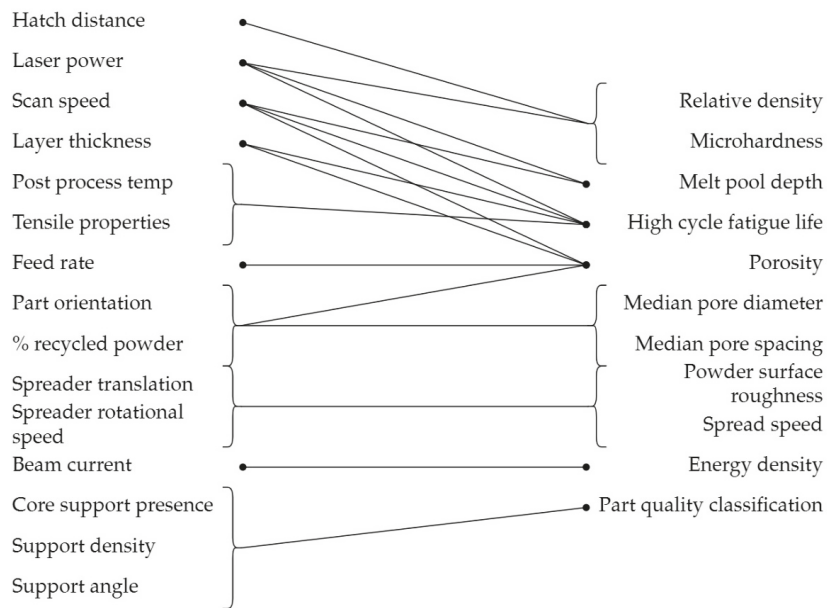 Hatch distance
Laser power
Scan speed
Layer thickness
Post process temp
Tensile properties
Feed rate
Part orientation
% recycled powder
Spreader translation
Spreader rotational
speed
Beam current
Core support presence
Support density
Support angle
Relative density
Microhardness
Melt pool depth
High cycle fatigue life
Porosity
Median pore diameter
Median pore spacing
Powder surface
roughness
Spread speed
Energy density
Part quality classification